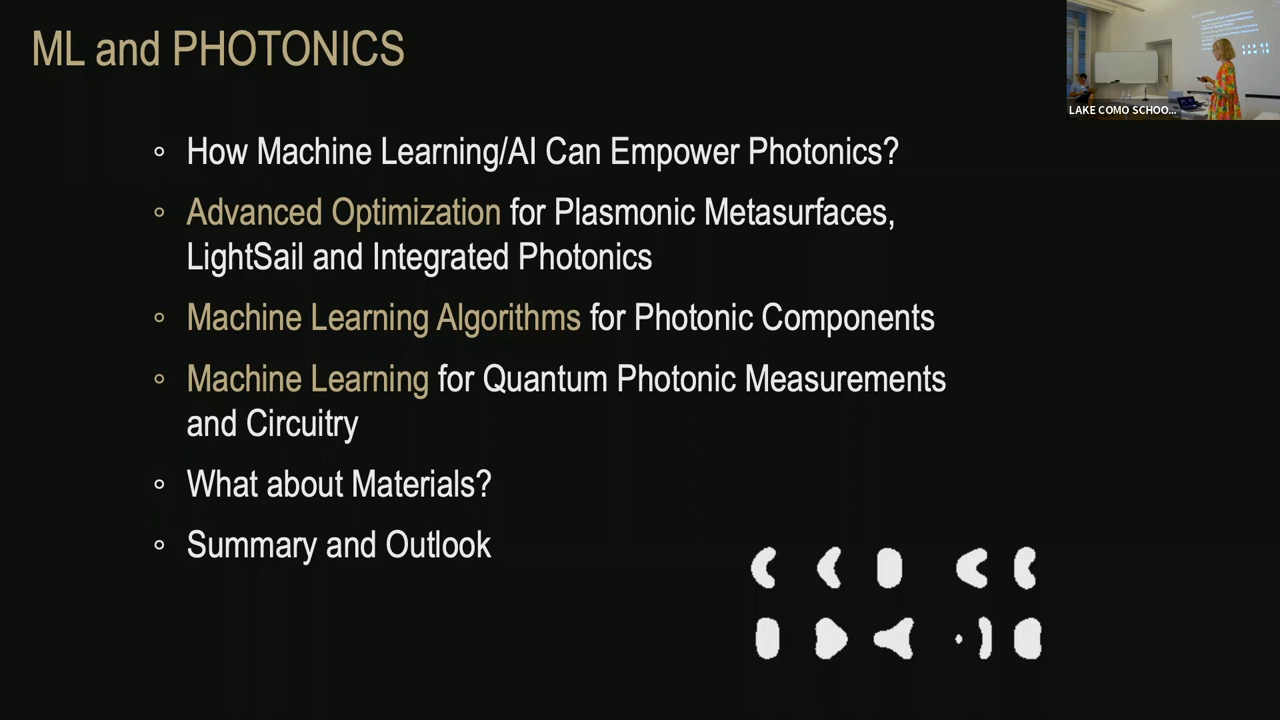 ML and PHOTONICS
LAKE COMO SCHOO...
◦ How Machine Learning/AI Can Empower Photonics?
◦ Advanced Optimization for Plasmonic Metasurfaces,
LightSail and Integrated Photonics
◦ Machine Learning Algorithms for Photonic Components
◦ Machine Learning for Quantum Photonic Measurements
and Circuitry
◦ What about Materials?
◦ Summary and Outlook